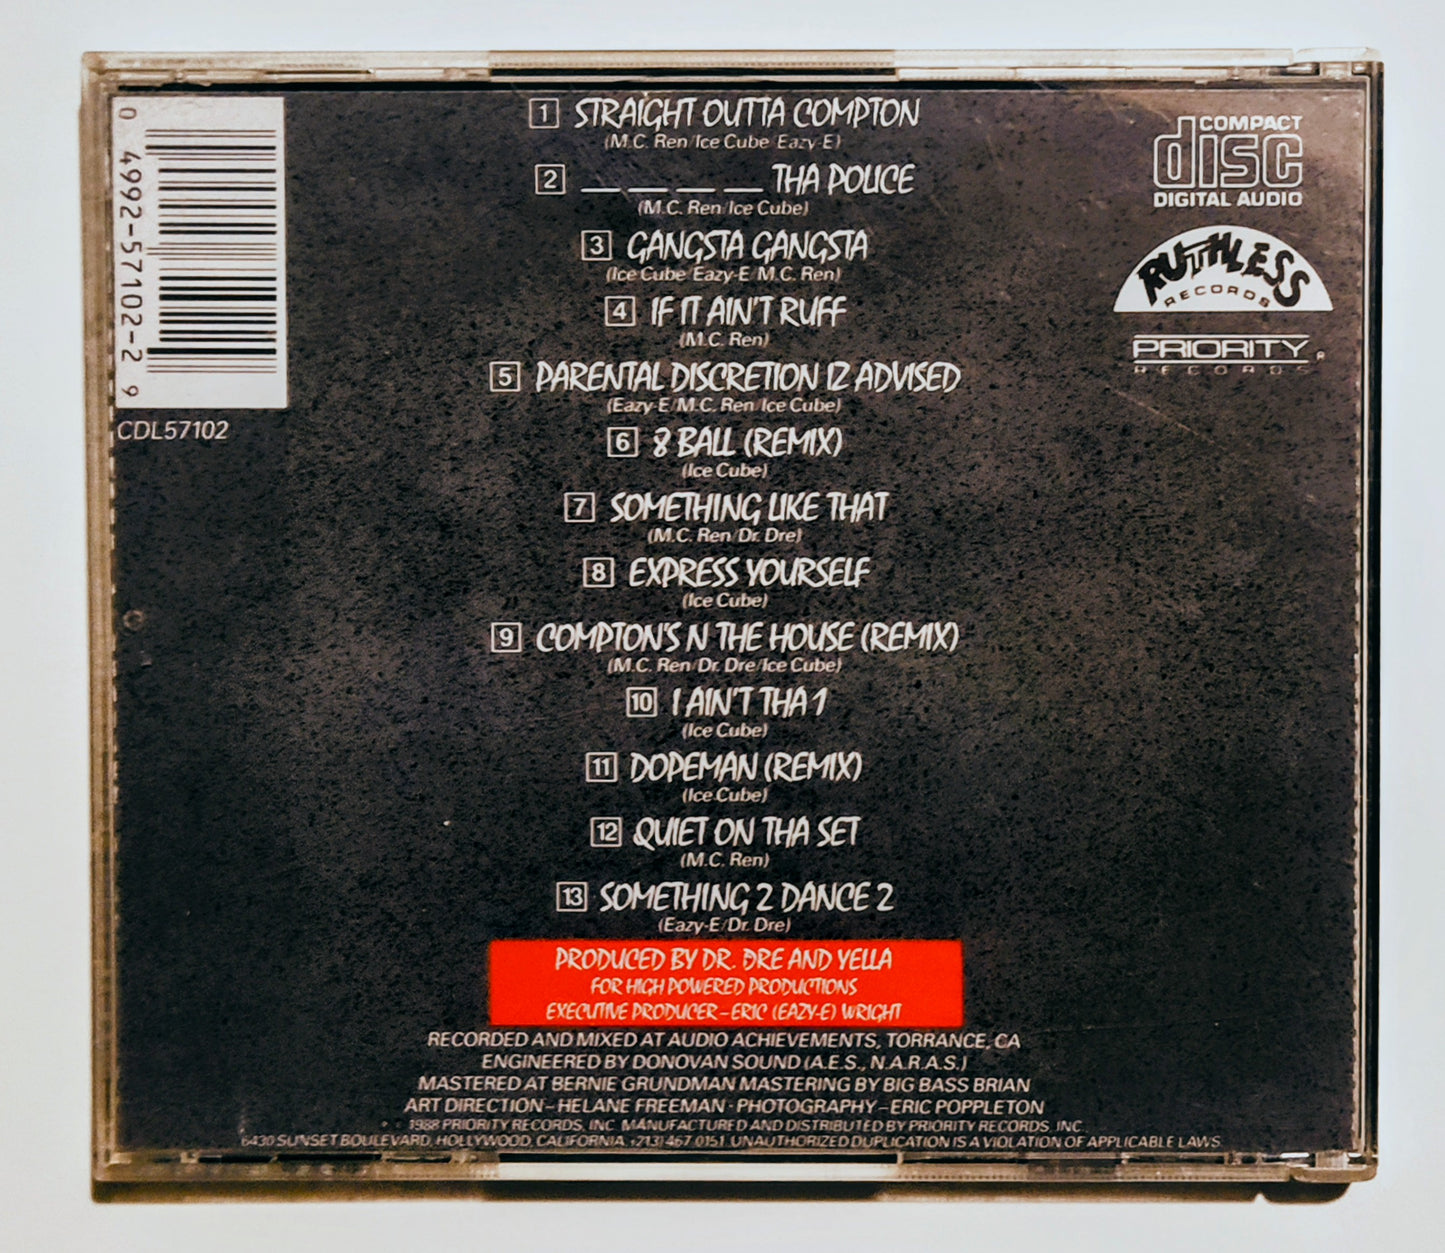 0 4992-57102-2 9
CDL57102
1 STRAIGHT OUTTA COMPTON
(M.C. Ren/Ice Cube/Eazy-E)
2 _ _ _ _ THA POLICE
(M.C. Ren/Ice Cube)
3 GANGSTA GANGSTA
(Ice Cube/Eazy-E/M.C. Ren)
4 IF IT AIN'T RUFF
(M.C. Ren)
5 PARENTAL DISCRETION IZ ADVISED
(Eazy-E/M.C. Ren/Ice Cube)
6 8 BALL (REMIX)
(Ice Cube)
7 SOMETHING LIKE THAT
(M.C. Ren/Dr. Dre)
8 EXPRESS YOURSELF
(Ice Cube)
9 COMPTON'S N THE HOUSE (REMIX)
(M.C. Ren/Dr. Dre/Ice Cube)
10 I AIN'T THA 1
(Ice Cube)
11 DOPEMAN (REMIX)
(Ice Cube)
12 QUIET ON THA SET
(M.C. Ren)
13 SOMETHING 2 DANCE 2
(Eazy-E/Dr. Dre)
COMPACT
disc
DIGITAL AUDIO
RUTHLESS
RECORDS
PRIORITY
RECORDS
PRODUCED BY DR. DRE AND YELLA
FOR HIGH POWERED PRODUCTIONS
EXECUTIVE PRODUCER – ERIC (EAZY-E) WRIGHT
RECORDED AND MIXED AT AUDIO ACHIEVEMENTS, TORRANCE, CA
ENGINEERED BY DONOVAN SOUND (A.E.S., N.A.R.A.S.)
MASTERED AT BERNIE GRUNDMAN MASTERING BY BIG BASS BRIAN
ART DIRECTION – HELANE FREEMAN · PHOTOGRAPHY – ERIC POPPLETON
1988 PRIORITY RECORDS, INC. MANUFACTURED AND DISTRIBUTED BY PRIORITY RECORDS, INC.
6430 SUNSET BOULEVARD, HOLLYWOOD, CALIFORNIA, (213) 467-0151. UNAUTHORIZED DUPLICATION IS A VIOLATION OF APPLICABLE LAWS.